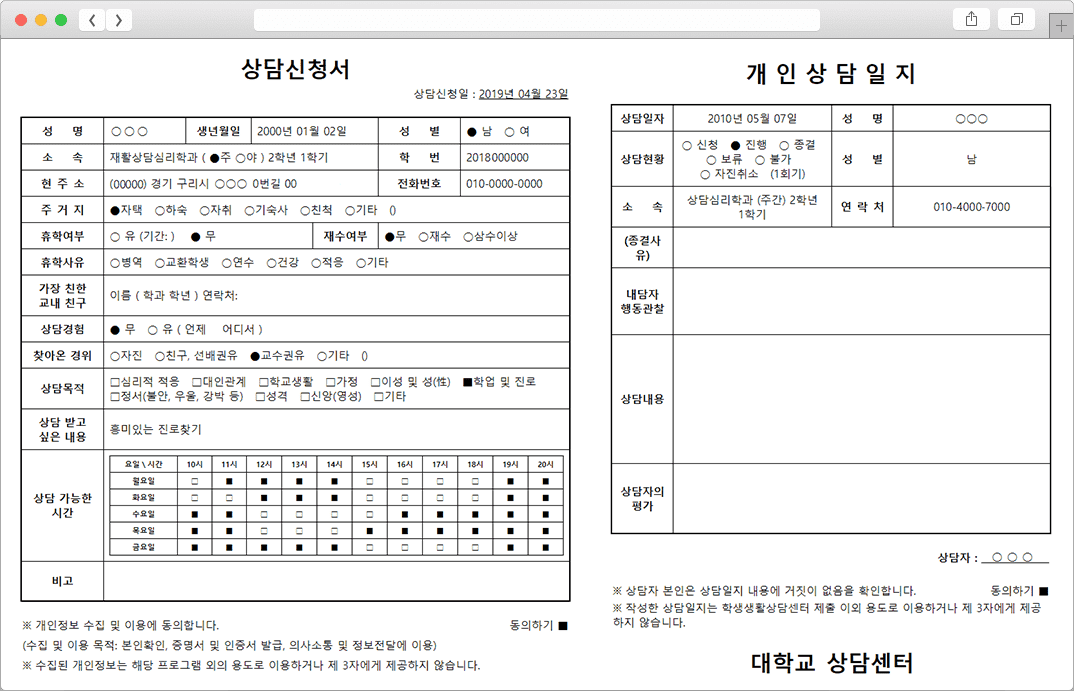 상담신청서
상담신청일 : 2019년 04월 23일
성 명 ○○○ 생년월일 2000년 01월 02일 성 별 ● 남 ○ 여
소 속 재활상담심리학과 ( ●주 ○야 ) 2학년 1학기 학 번 2018000000
현 주 소 (00000) 경기 구리시 ○○○ 0번길 00 전화번호 010-0000-0000
주 거 지 ●자택 ○하숙 ○자취 ○기숙사 ○친척 ○기타 ()
휴학여부 ○ 유 (기간: ) ● 무 재수여부 ●무 ○재수 ○삼수이상
휴학사유 ○병역 ○교환학생 ○연수 ○건강 ○적응 ○기타
가장 친한
교내 친구
이름 ( 학과 학년 ) 연락처:
상담경험 ● 무 ○ 유 ( 언제 어디서 )
찾아온 경위 ○자진 ○친구, 선배권유 ●교수권유 ○기타 ()
상담목적
□심리적 적응 □대인관계 □학교생활 □가정 □이성 및 성(性) ■학업 및 진로
□정서(불안, 우울, 강박 등) □성격 □신앙(영성) □기타
상담 받고
싶은 내용
흥미있는 진로찾기
상담 가능한
시간
요일 \ 시간 10시 11시 12시 13시 14시 15시 16시 17시 18시 19시 20시
월요일 □ ■ ■ ■ ■ □ □ □ □ ■ ■
화요일 □ □ ■ ■ ■ □ □ □ □ ■ ■
수요일 ■ ■ □ □ □ □ ■ ■ ■ ■ ■
목요일 ■ ■ □ □ □ ■ ■ ■ ■ ■ ■
금요일 ■ ■ ■ ■ ■ □ □ □ □ ■ ■
비고
※ 개인정보 수집 및 이용에 동의합니다. 동의하기 ■
(수집 및 이용 목적: 본인확인, 증명서 및 인증서 발급, 의사소통 및 정보전달에 이용)
※ 수집된 개인정보는 해당 프로그램 외의 용도로 이용하거나 제 3자에게 제공하지 않습니다.
개 인 상 담 일 지
상담일자 2010년 05월 07일 성 명 ○○○
상담현황
○ 신청 ● 진행 ○ 종결
○ 보류 ○ 불가
○ 자진취소 (1회기)
성 별 남
소 속
상담심리학과 (주간) 2학년
1학기
연 락 처 010-4000-7000
(종결사
유)
내담자
행동관찰
상담내용
상담자의
평가
상담자 : ○ ○ ○
※ 상담자 본인은 상담일지 내용에 거짓이 없음을 확인합니다. 동의하기 ■
※ 작성한 상담일지는 학생생활상담센터 제출 이외 용도로 이용하거나 제 3자에게 제공
하지 않습니다.
대학교 상담센터